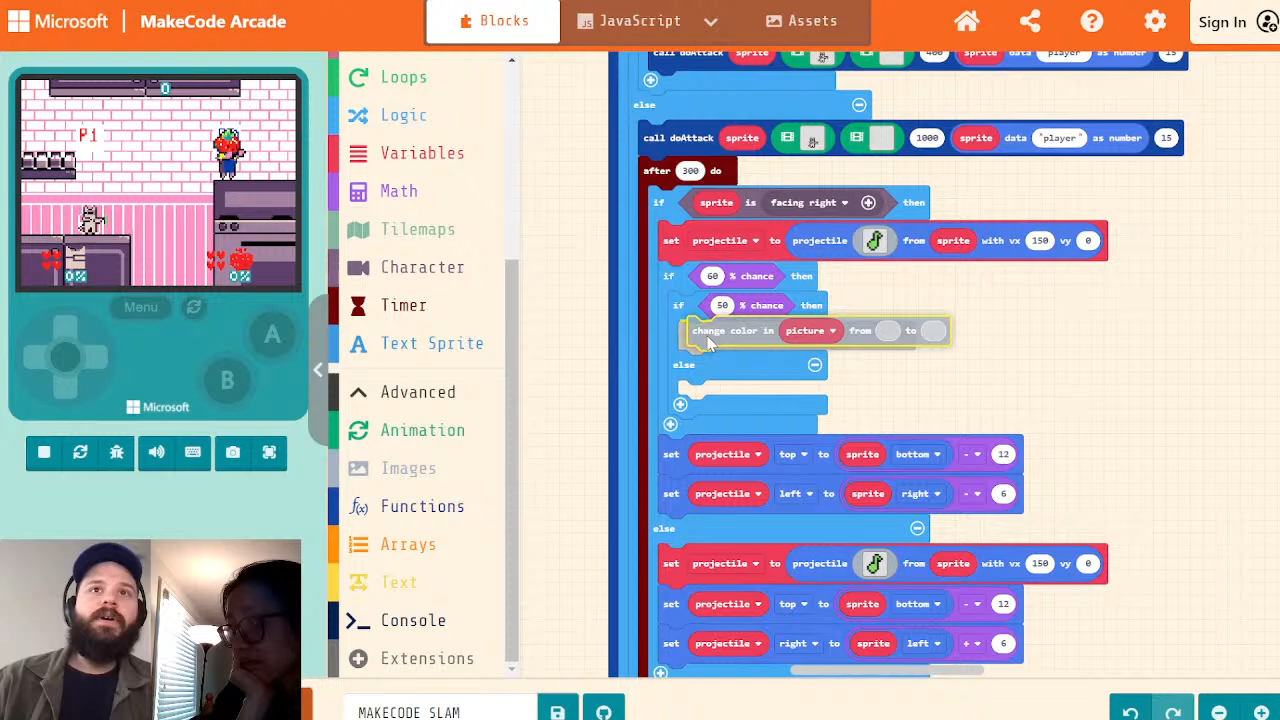 Microsoft MakeCode Arcade Blocks JavaScript Assets Sign In
Pi
0
0%
0%
Menu
A
B
Microsoft
Loops
Logic
Variables
Math
Tilemaps
Character
Timer
Text Sprite
Advanced
Animation
Images
Functions
Arrays
Text
Console
Extensions
call doAttack sprite 400 sprite data "player" as number 15
else
call doAttack sprite 1000 sprite data "player" as number 15
after 300 do
if sprite is facing right then
set projectile to projectile from sprite with vx 150 vy 0
if 60 % chance then
if 50 % chance then
change color in picture from to
else
set projectile top to sprite bottom - 12
set projectile left to sprite right - 6
else
set projectile to projectile from sprite with vx 150 vy 0
set projectile top to sprite bottom - 12
set projectile right to sprite left + 6
MAKECODE SLAM